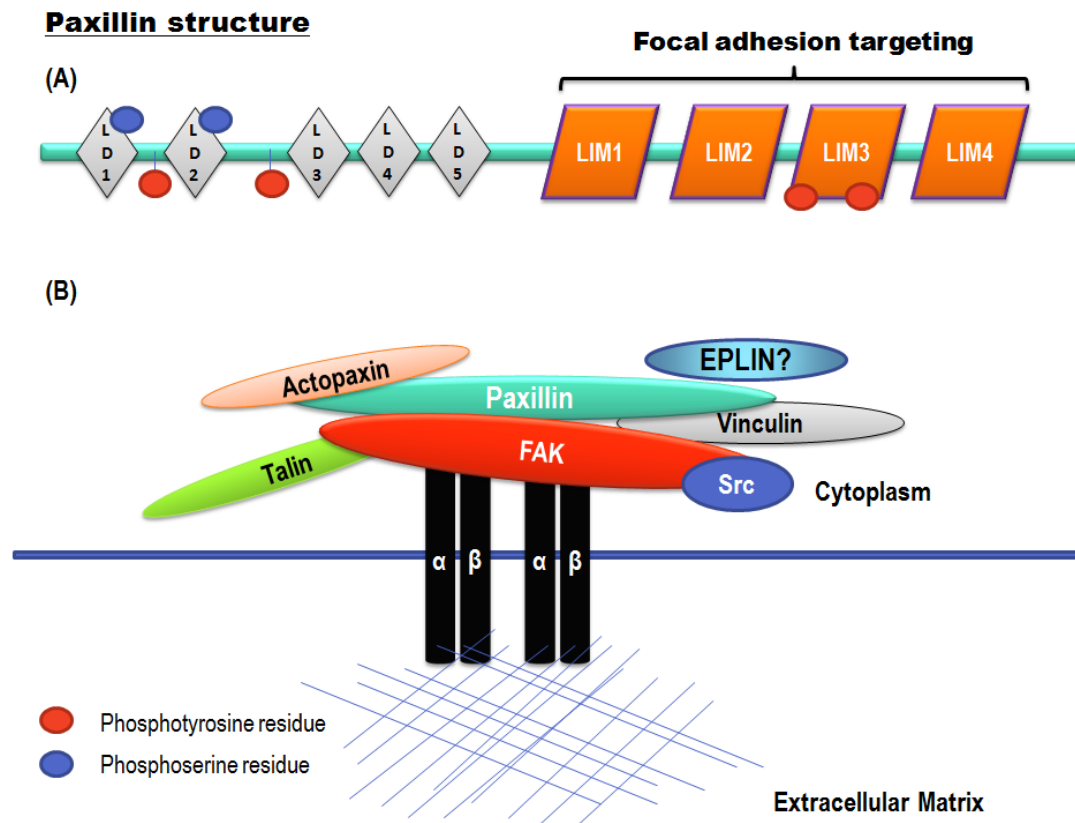 Paxillin structure
Focal adhesion targeting
(A)
L D 1
L D 2
L D 3
L D 4
L D 5
LIM1
LIM2
LIM3
LIM4
(B)
EPLIN?
Actopaxin
Paxillin
Vinculin
FAK
Talin
Src
Cytoplasm
α β α β
Phosphotyrosine residue
Phosphoserine residue
Extracellular Matrix